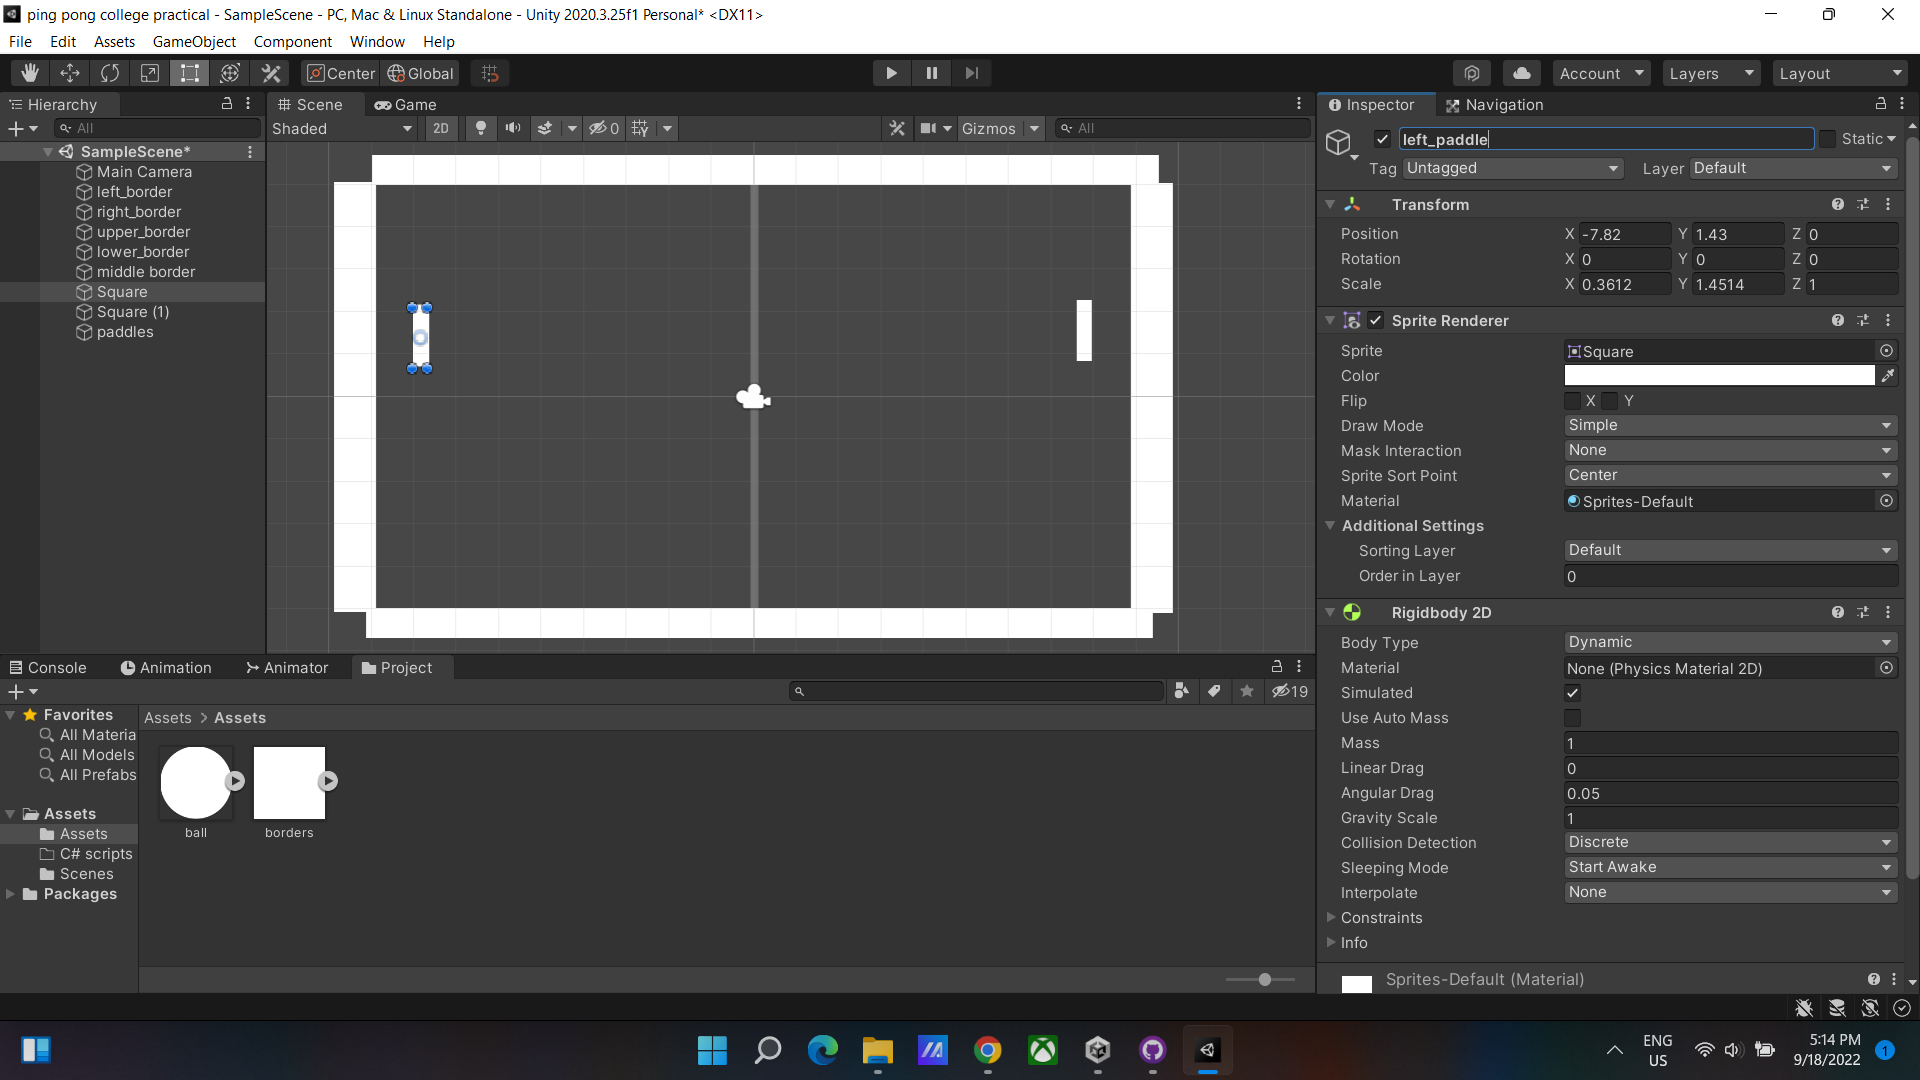 ping pong college practical - SampleScene - PC, Mac & Linux Standalone - Unity 2020.3.25f1 Personal* <DX11>
File Edit Assets GameObject Component Window Help
Center Global Account Layers Layout
Hierarchy
All
SampleScene*
Main Camera
left_border
right_border
upper_border
lower_border
middle border
Square
Square (1)
paddles
Scene Game
Shaded 2D 0 Gizmos All
Inspector Navigation
left_paddle Static
Tag Untagged Layer Default
Transform
Position X -7.82 Y 1.43 Z 0
Rotation X 0 Y 0 Z 0
Scale X 0.3612 Y 1.4514 Z 1
Sprite Renderer
Sprite Square
Color
Flip X Y
Draw Mode Simple
Mask Interaction None
Sprite Sort Point Center
Material Sprites-Default
Additional Settings
Sorting Layer Default
Order in Layer 0
Rigidbody 2D
Body Type Dynamic
Material None (Physics Material 2D)
Simulated
Use Auto Mass
Mass 1
Linear Drag 0
Angular Drag 0.05
Gravity Scale 1
Collision Detection Discrete
Sleeping Mode Start Awake
Interpolate None
Constraints
Info
Sprites-Default (Material)
Console Animation Animator Project
19
Favorites
All Materia
All Models
All Prefabs
Assets
Assets
C# scripts
Scenes
Packages
Assets > Assets
ball borders
ENG
US
5:14 PM
9/18/2022
1